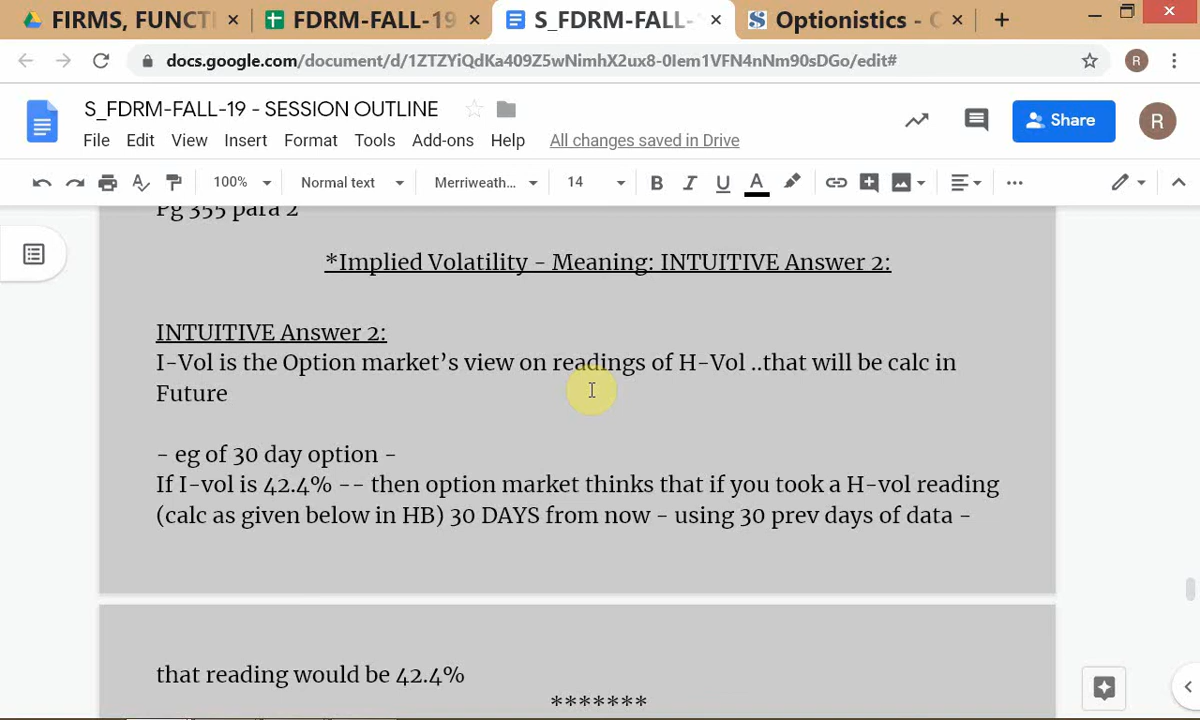 FIRMS, FUNCTI
FDRM-FALL-19
S_FDRM-FALL-
Optionistics - C
docs.google.com/document/d/1ZTZYiQdKa409Z5wNimhX2ux8-0Iem1VFN4nNm90sDGo/edit#
R
S_FDRM-FALL-19 - SESSION OUTLINE
File Edit View Insert Format Tools Add-ons Help All changes saved in Drive
Share
R
100% Normal text Merriweath... 14 B I U A
Pg 355 para 2
*Implied Volatility - Meaning: INTUITIVE Answer 2:
INTUITIVE Answer 2:
I-Vol is the Option market's view on readings of H-Vol ..that will be calc in
Future
- eg of 30 day option -
If I-vol is 42.4% -- then option market thinks that if you took a H-vol reading
(calc as given below in HB) 30 DAYS from now - using 30 prev days of data -
that reading would be 42.4%
*******